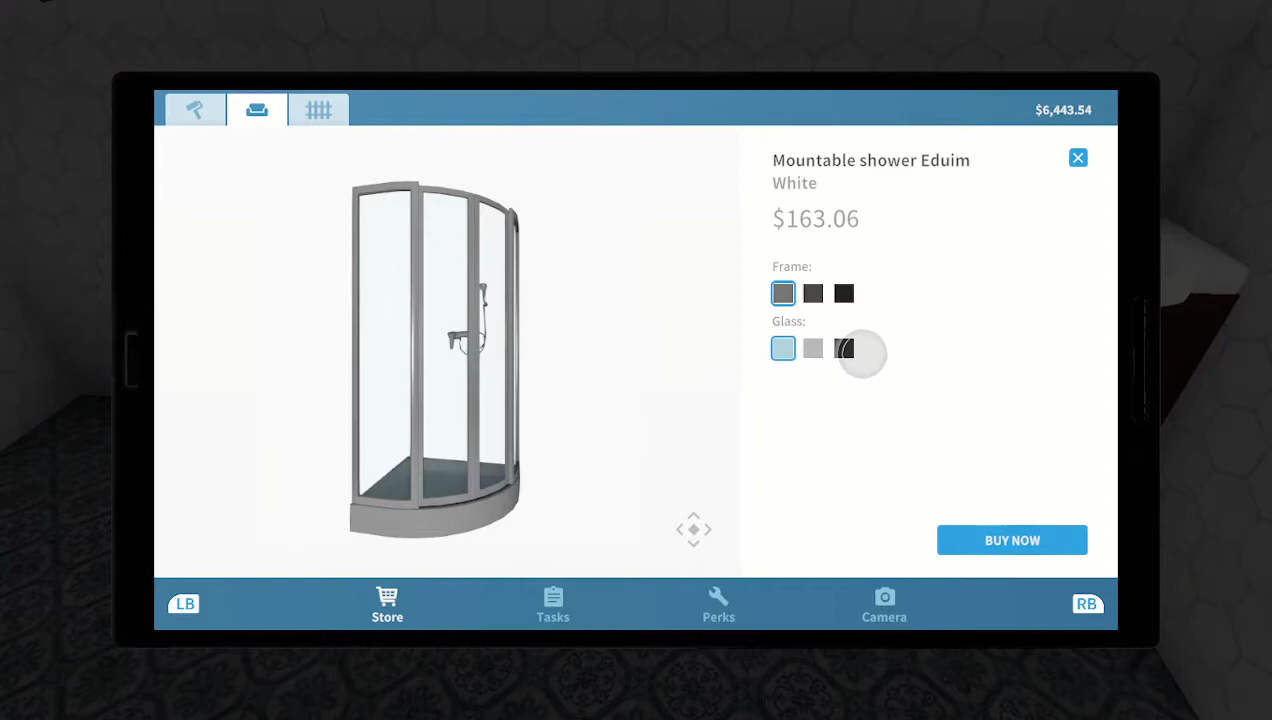 $6,443.54
Mountable shower Eduim
White
$163.06
Frame:
Glass:
BUY NOW
LB
Store
Tasks
Perks
Camera
RB